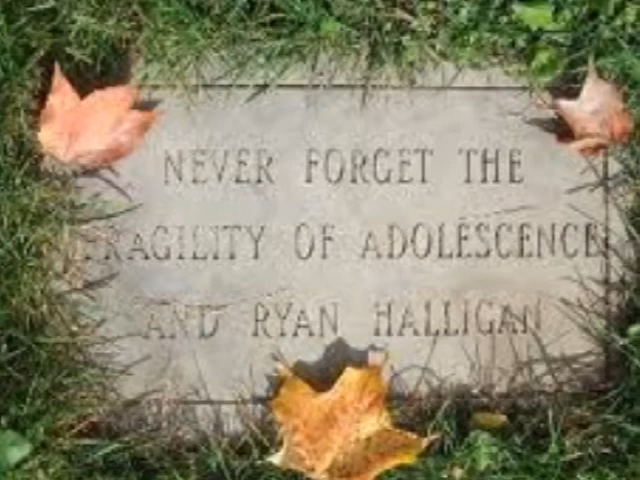 NEVER FORGET THE
FRAGILITY OF ADOLESCENCE
AND RYAN HALLIGAN